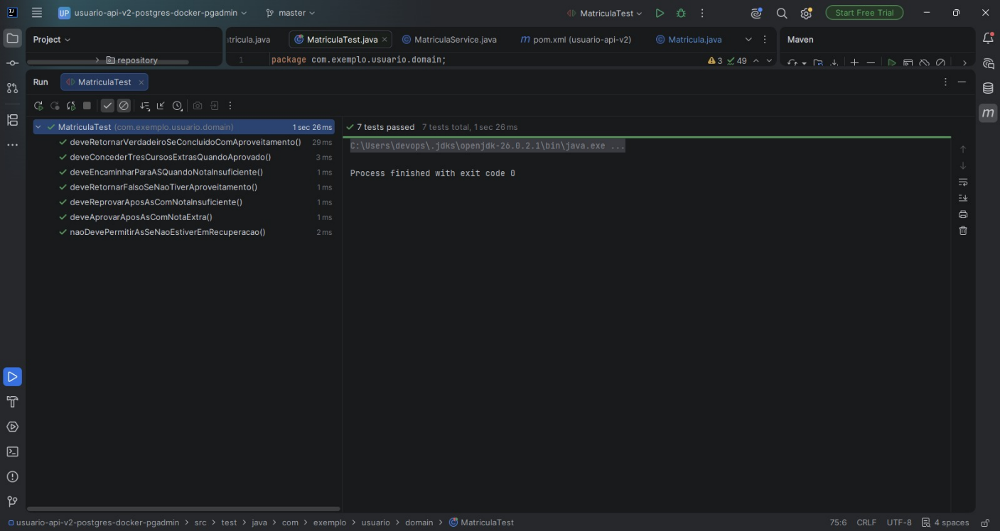 UP usuario-api-v2-postgres-docker-pgadmin master MatriculaTest Start Free Trial
Project
tricula.java MatriculaTest.java MatriculaService.java m pom.xml (usuario-api-v2) Matricula.java Maven
repository 1 package com.exemplo.usuario.domain; 3 49
Run MatriculaTest
MatriculaTest (com.exemplo.usuario.domain) 1 sec 26 ms
7 tests passed 7 tests total, 1 sec 26 ms
deveRetornarVerdadeiroSeConcluidoComAproveitamento() 29 ms
C:\Users\devops\.jdks\openjdk-26.0.2.1\bin\java.exe ...
deveConcederTresCursosExtrasQuandoAprovado() 3 ms
deveEncaminharParaASQuandoNotaInsuficiente() 1 ms
Process finished with exit code 0
deveRetornarFalsoSeNaoTiverAproveitamento() 1 ms
deveReprovarAposAsComNotaInsuficiente() 1 ms
deveAprovarAposAsComNotaExtra() 1 ms
naoDevePermitirAsSeNaoEstiverEmRecuperacao() 2 ms
usuario-api-v2-postgres-docker-pgadmin > src > test > java > com > exemplo > usuario > domain > MatriculaTest 75:6 CRLF UTF-8 4 spaces